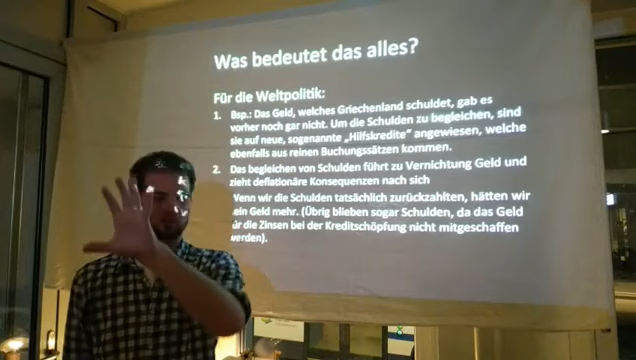 Was bedeutet das alles?
Für die Weltpolitik:
1. Bsp.: Das Geld, welches Griechenland schuldet, gab es
vorher noch gar nicht. Um die Schulden zu begleichen, sind
sie auf neue, sogenannte „Hilfskredite" angewiesen, welche
ebenfalls aus reinen Buchungssätzen kommen.
2. Das begleichen von Schulden führt zu Vernichtung Geld und
zieht deflationäre Konsequenzen nach sich
Wenn wir die Schulden tatsächlich zurückzahlten, hätten wir
kein Geld mehr. (Übrig blieben sogar Schulden, da das Geld
für die Zinsen bei der Kreditschöpfung nicht mitgeschaffen
werden).